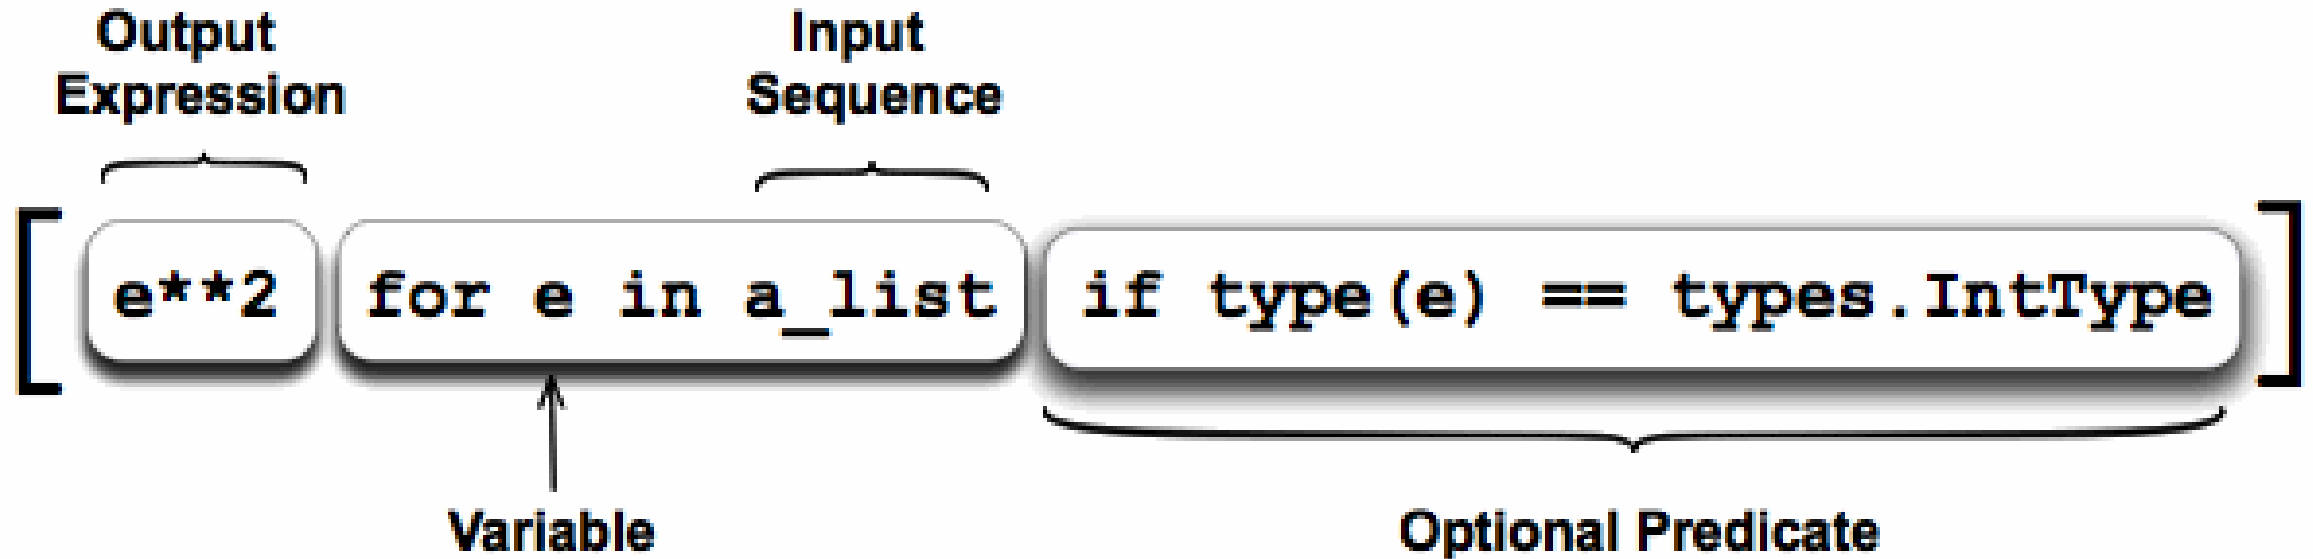 Output
Expression
Input
Sequence
[ e**2 for e in a_list if type(e) == types.IntType ]
Variable
Optional Predicate